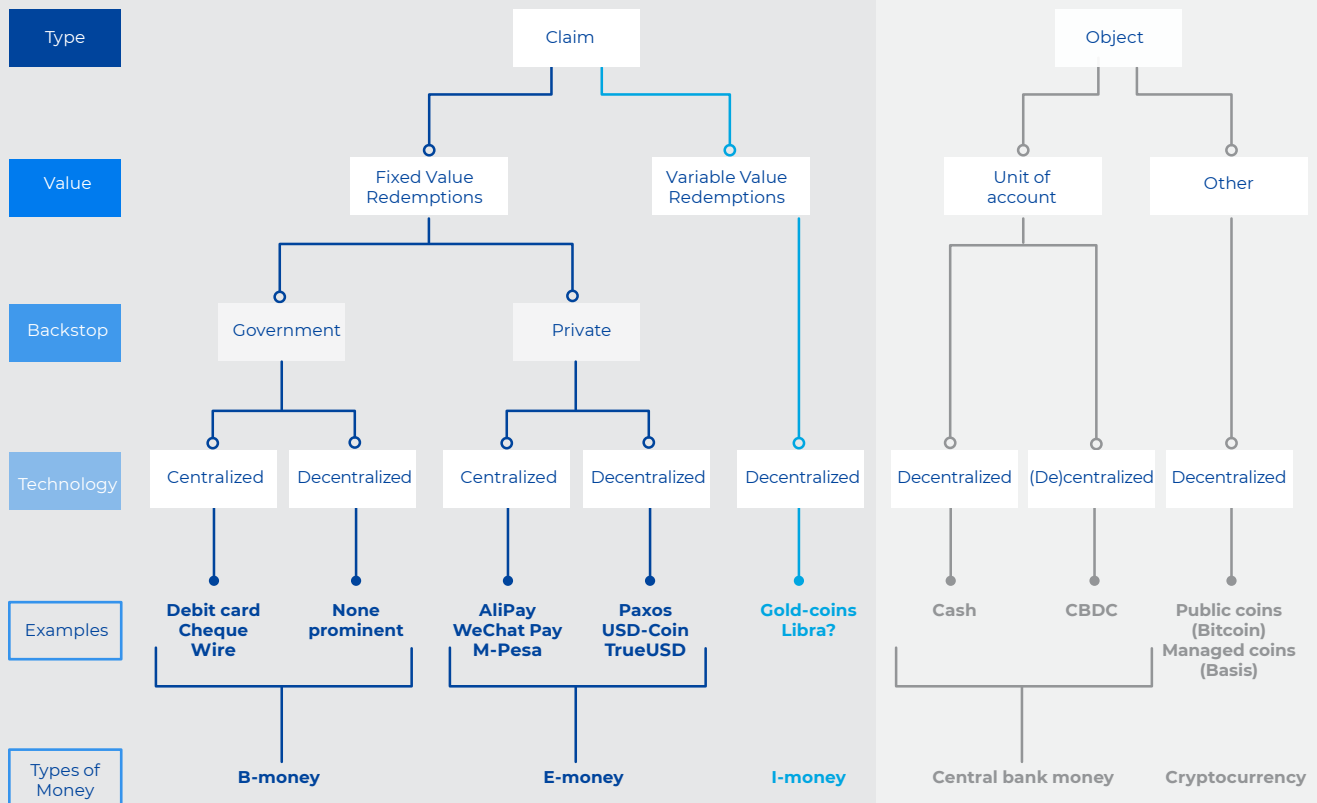 Type
Claim
Object
Value
Fixed Value
Redemptions
Variable Value
Redemptions
Unit of
account
Other
Backstop
Government
Private
Technology
Centralized
Decentralized
Centralized
Decentralized
Decentralized
Decentralized
(De)centralized
Decentralized
Examples
Debit card
Cheque
Wire
None
prominent
AliPay
WeChat Pay
M-Pesa
Paxos
USD-Coin
TrueUSD
Gold-coins
Libra?
Cash
CBDC
Public coins
(Bitcoin)
Managed coins
(Basis)
Types of
Money
B-money
E-money
I-money
Central bank money
Cryptocurrency